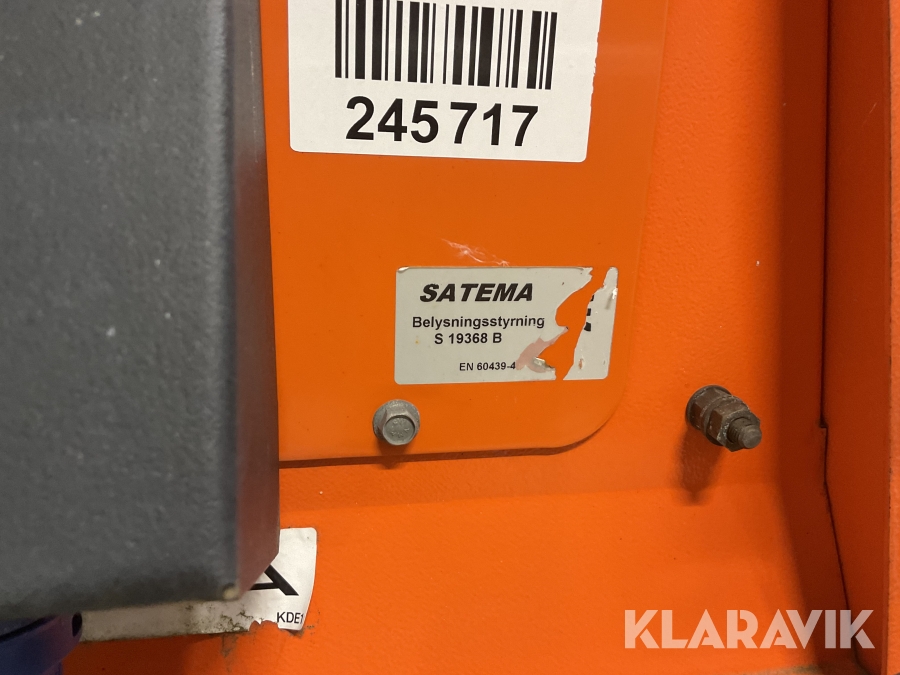 245717
SATEMA
Belysningsstyrning
S 19368 B
EN 60439-4
A
KDE
KLARAVIK